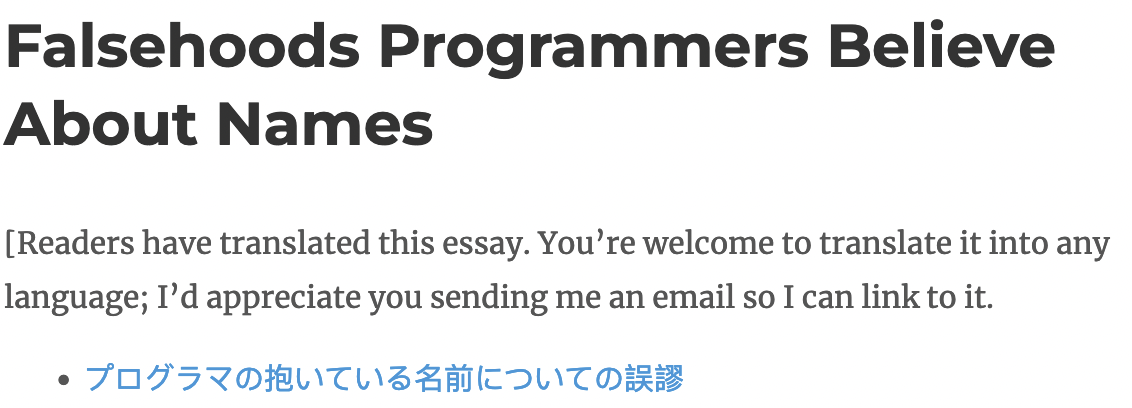 Falsehoods Programmers Believe
About Names
[Readers have translated this essay. You’re welcome to translate it into any
language; I’d appreciate you sending me an email so I can link to it.
• プログラマの抱いている名前についての誤謬